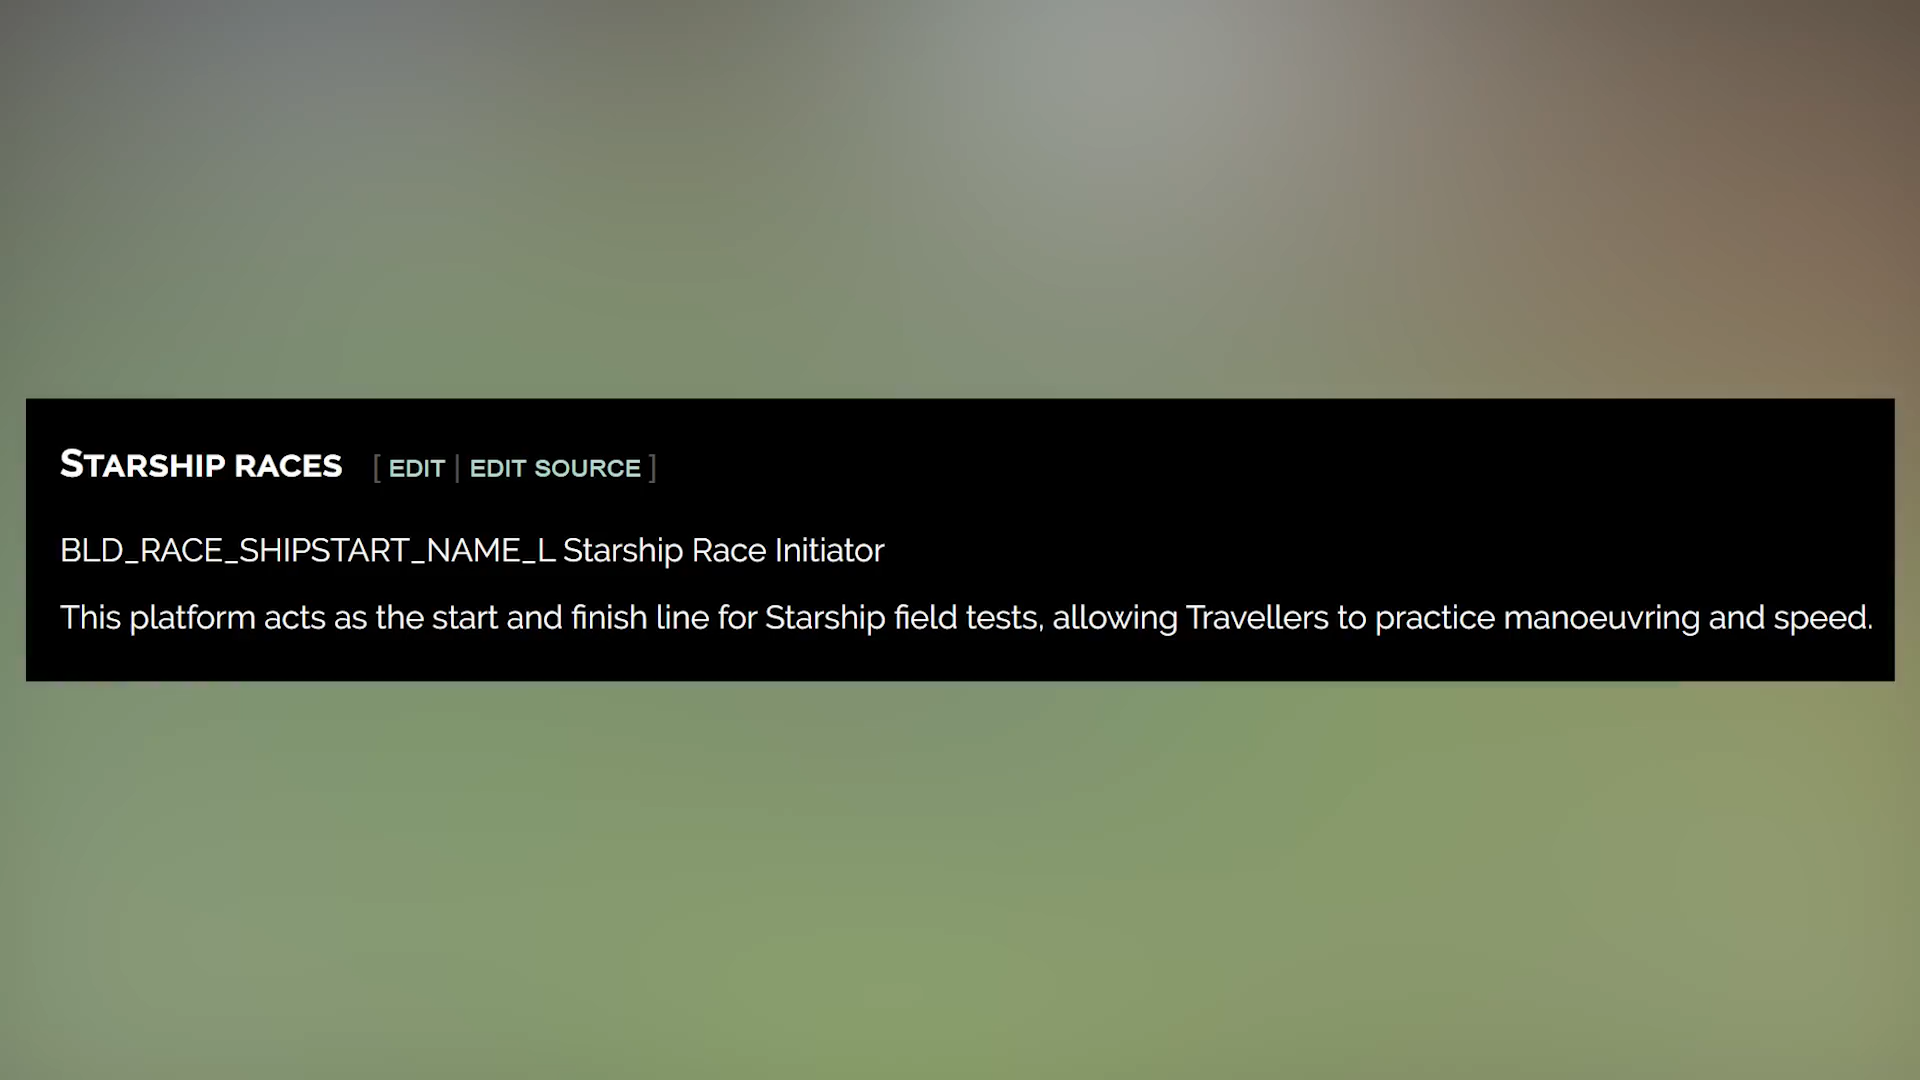 STARSHIP RACES [ EDIT | EDIT SOURCE ]
BLD_RACE_SHIPSTART_NAME_L Starship Race Initiator
This platform acts as the start and finish line for Starship field tests, allowing Travellers to practice manoeuvring and speed.